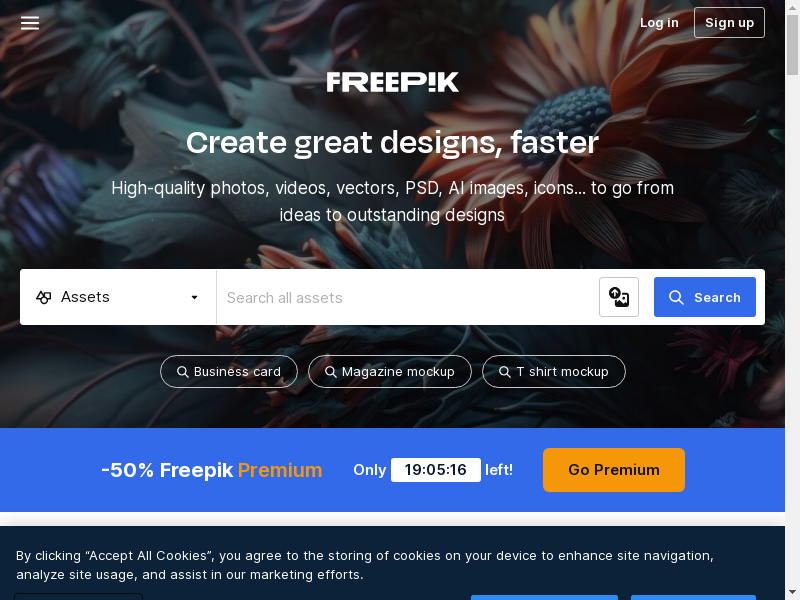 Log in
Sign up
FREEPIK
Create great designs, faster
High-quality photos, videos, vectors, PSD, AI images, icons... to go from
ideas to outstanding designs
Assets
Search all assets
Search
Business card
Magazine mockup
T shirt mockup
-50% Freepik Premium
Only 19:05:16 left!
Go Premium
By clicking “Accept All Cookies”, you agree to the storing of cookies on your device to enhance site navigation,
analyze site usage, and assist in our marketing efforts.